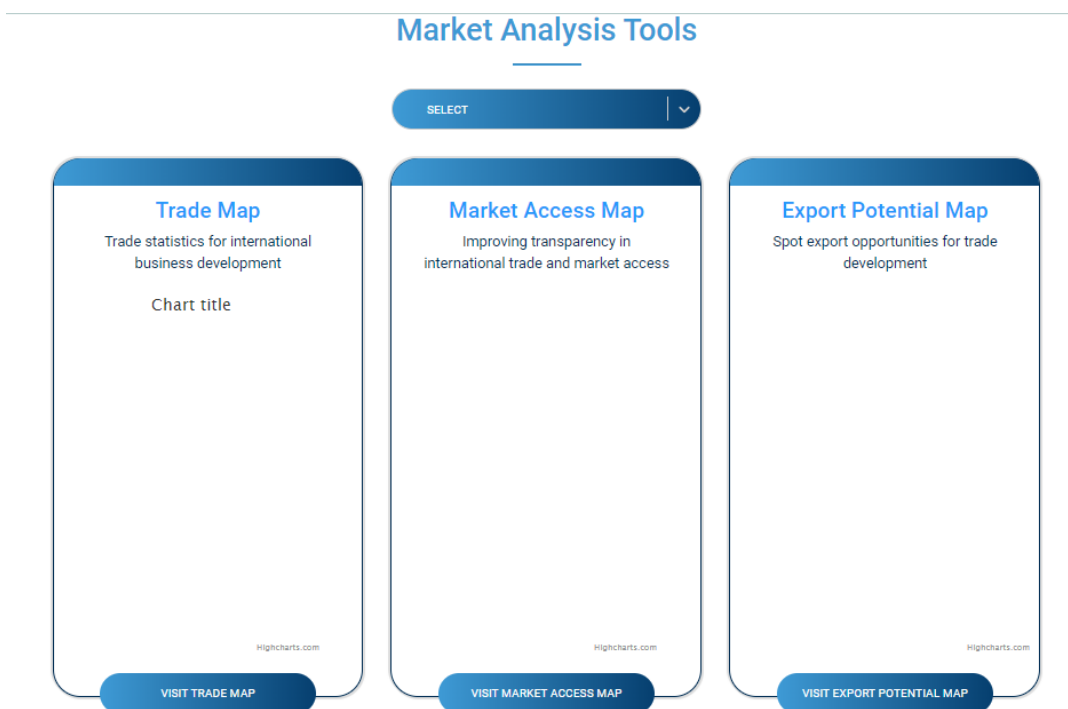 Market Analysis Tools
SELECT
Trade Map
Trade statistics for international
business development
Chart title
Highcharts.com
VISIT TRADE MAP
Market Access Map
Improving transparency in
international trade and market access
Highcharts.com
VISIT MARKET ACCESS MAP
Export Potential Map
Spot export opportunities for trade
development
Highcharts.com
VISIT EXPORT POTENTIAL MAP